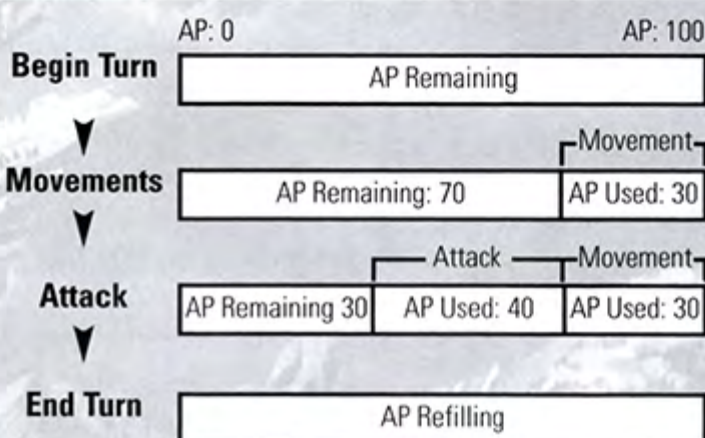 AP: 0 AP: 100
Begin Turn AP Remaining
Movement
Movements AP Remaining: 70 AP Used: 30
Attack Movement
Attack AP Remaining 30 AP Used: 40 AP Used: 30
End Turn AP Refilling